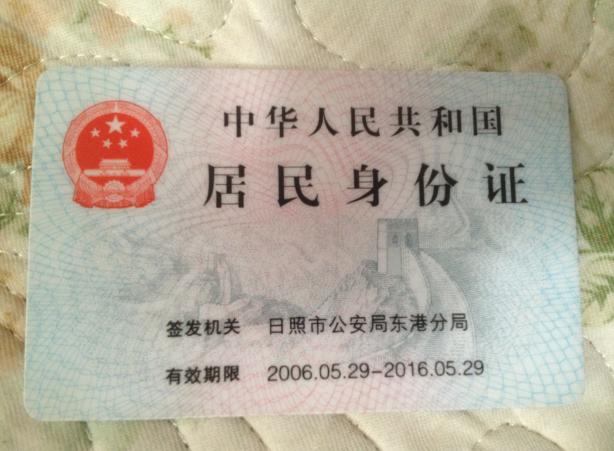 中华人民共和国
居民身份证
签发机关 日照市公安局东港分局
有效期限 2006.05.29-2016.05.29